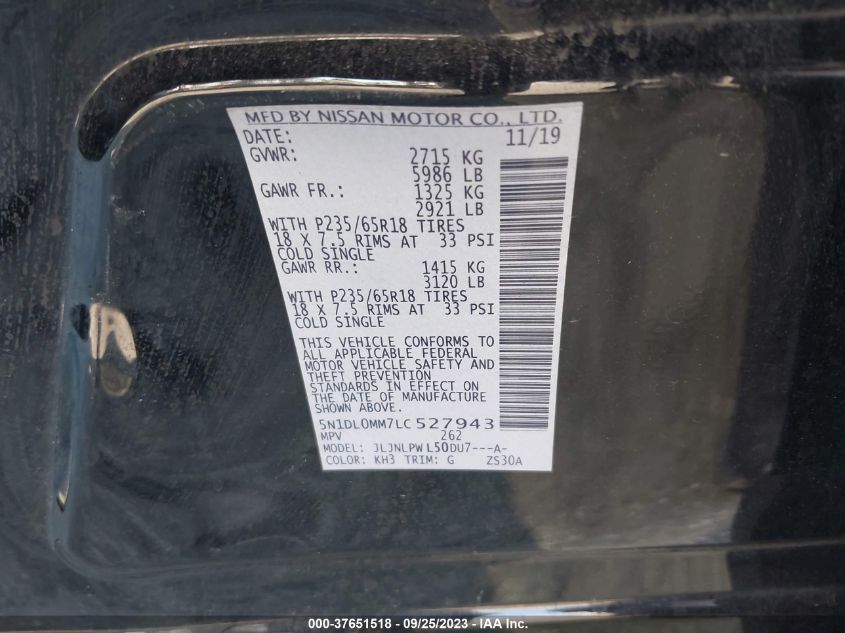 MFD BY NISSAN MOTOR CO., LTD.
DATE: 11/19
GVWR: 2715 KG
5986 LB
GAWR FR.: 1325 KG
2921 LB
WITH P235/65R18 TIRES
18 X 7.5 RIMS AT 33 PSI
COLD SINGLE
GAWR RR.: 1415 KG
3120 LB
WITH P235/65R18 TIRES
18 X 7.5 RIMS AT 33 PSI
COLD SINGLE
THIS VEHICLE CONFORMS TO
ALL APPLICABLE FEDERAL
MOTOR VEHICLE SAFETY AND
THEFT PREVENTION
STANDARDS IN EFFECT ON
THE DATE OF MANUFACTURE
SHOWN ABOVE.
5N1DL0MM7LC527943
MPV 262
MODEL: JLJNLPWL50DU7---A-
COLOR: KH3 TRIM: G ZS30A
000-37651518 - 09/25/2023 - IAA Inc.